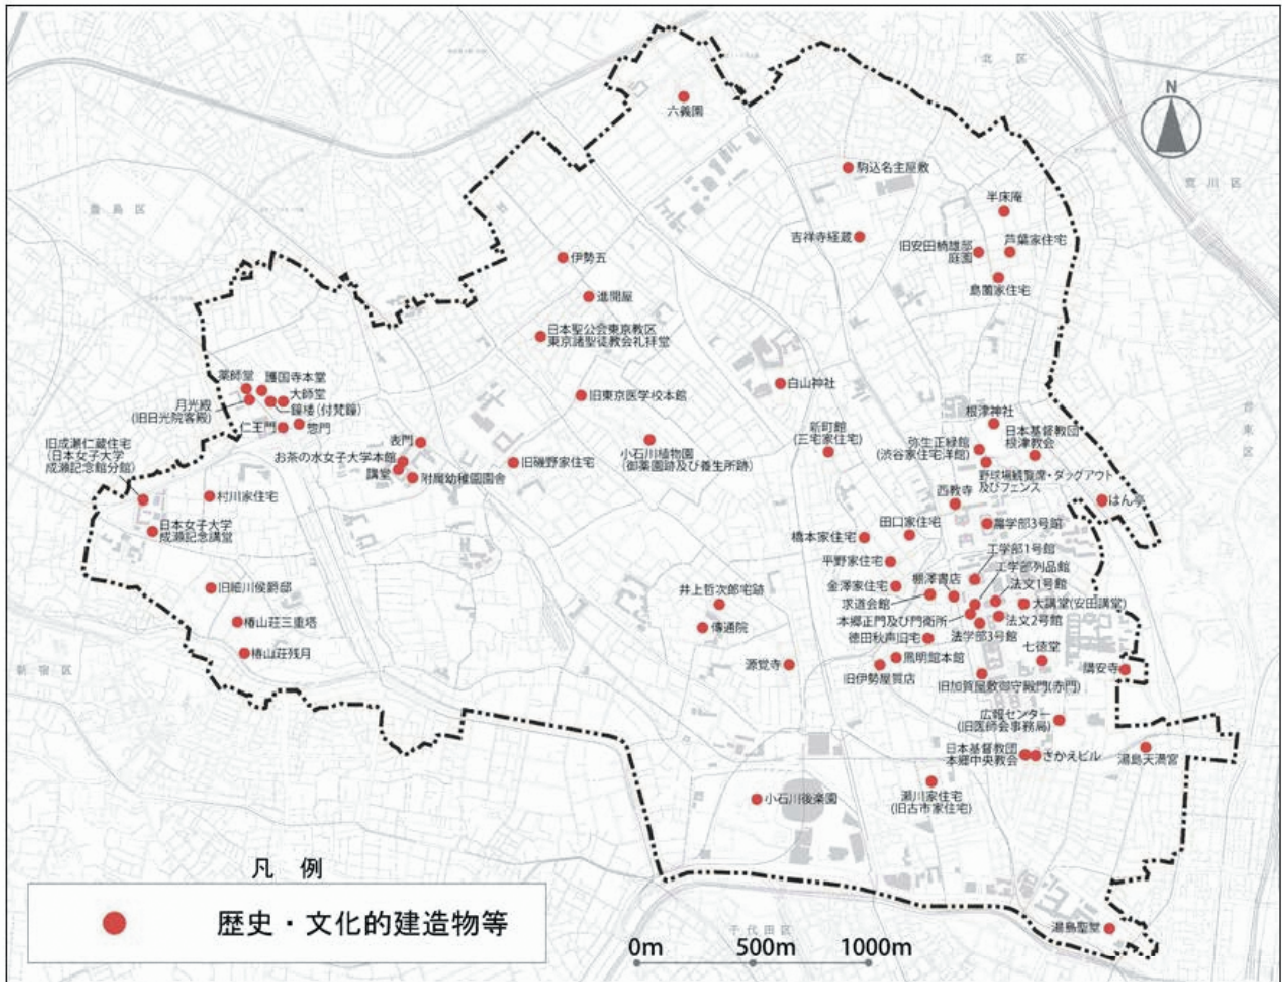 北区
N
六義園
駒込名主屋敷
荒川区
豊島区
半床庵
吉祥寺経蔵
旧安田楠雄邸
庭園
芦葉家住宅
伊勢五
島薗家住宅
進開屋
日本聖公会東京教区
東京諸聖徒教会礼拝堂
薬師堂
護国寺本堂
白山神社
月光殿
(旧日光院客殿)
大師堂
鐘楼(付梵鐘)
旧東京医学校本館
台東区
仁王門
惣門
根津神社
新町館
(三宅家住宅)
弥生正緑館
(渋谷家住宅洋館)
日本基督教団
根津教会
旧成瀬仁蔵住宅
(日本女子大学
成瀬記念館分館)
表門
お茶の水女子大学本館
講堂
附属幼稚園園舎
旧磯野家住宅
小石川植物園
(御薬園跡及び養生所跡)
野球場観覧席・ダッグアウト
及びフェンス
村川家住宅
西教寺
はん亭
日本女子大学
成瀬記念講堂
田口家住宅
農学部3号館
橋本家住宅
工学部1号館
平野家住宅
工学部列品館
旧細川侯爵邸
金澤家住宅
棚澤書店
法文1号館
井上哲次郎宅跡
求道会館
大講堂(安田講堂)
椿山荘三重塔
傳通院
本郷正門及び門衛所
法文2号館
徳田秋声旧宅
法学部3号館
椿山荘残月
源覚寺
鳳明館本館
七徳堂
新宿区
旧伊勢屋質店
旧加賀屋敷御守殿門(赤門)
講安寺
広報センター
(旧医師会事務局)
日本基督教団
本郷中央教会
さかえビル
湯島天満宮
小石川後楽園
瀬川家住宅
(旧古市家住宅)
凡 例
歴史・文化的建造物等
千代田区
湯島聖堂
0m 500m 1000m